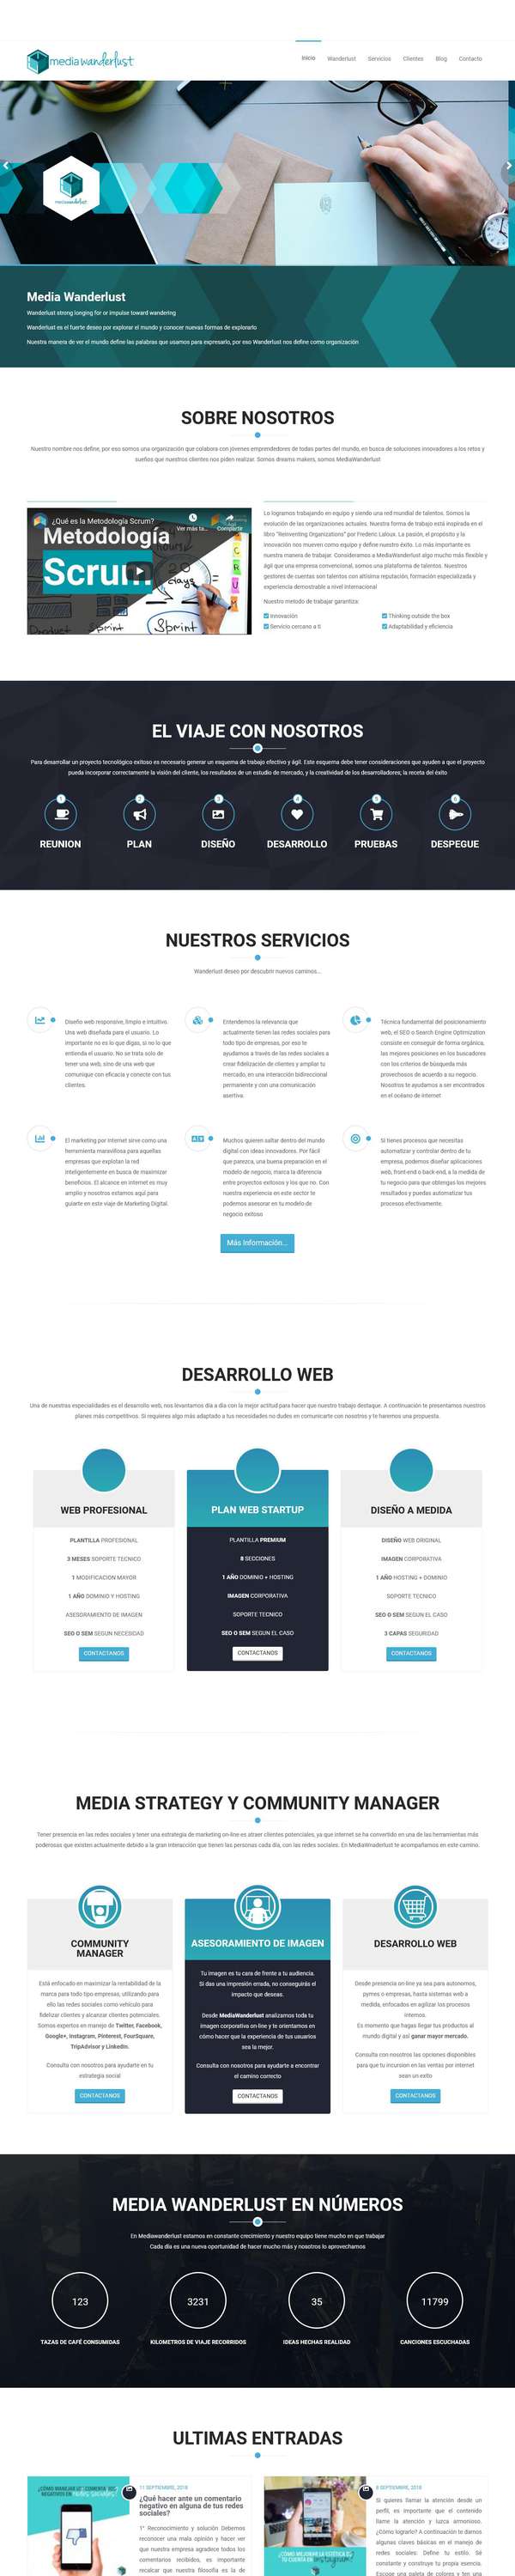 mediawanderlust
Inicio
Wanderlust
Servicios
Clientes
Blog
Contacto
mediawanderlust
Media Wanderlust
Wanderlust strong longing for or impulse toward wandering
Wanderlust es el fuerte deseo por explorar el mundo y conocer nuevas formas de explorarlo
Nuestra manera de ver el mundo define las palabras que usamos para expresarlo, por eso Wanderlust nos define como organización
SOBRE NOSOTROS
Nuestro nombre nos define, por eso somos una organización que colabora con jóvenes emprendedores de todas partes del mundo, en busca de soluciones innovadores a los retos y
sueños que nuestros clientes nos piden realizar. Somos dreams makers, somos MediaWanderlust
¿Qué es la Metodología Scrum?
Ver más ta...
Compartir
Metodología
Scrum
days
Product
Sprint
Sprint
Lo logramos trabajando en equipo y siendo una red mundial de talentos. Somos la
evolución de las organizaciones actuales. Nuestra forma de trabajo está inspirada en el
libro "Reinventing Organizations" por Frederic Laloux. La pasión, el propósito y la
innovación nos mueven como equipo y define nuestro éxito. Lo más importante es
nuestra manera de trabajar. Consideramos a MediaWanderlust algo mucho más flexible y
ágil que una empresa convencional, somos una plataforma de talentos. Nuestros
gestores de cuentas son talentos con altísima reputación, formación especializada y
experiencia demostrable a nivel internacional
Nuestro metodo de trabajar garantiza:
Innovación
Thinking outside the box
Servicio cercano a ti
Adaptabilidad y eficiencia
EL VIAJE CON NOSOTROS
Para desarrollar un proyecto tecnológico exitoso es necesario generar un esquema de trabajo efectivo y ágil. Este esquema debe tener consideraciones que ayuden a que el proyecto
pueda incorporar correctamente la visión del cliente, los resultados de un estudio de mercado, y la creatividad de los desarrolladores; la receta del éxito
1
2
3
4
5
6
REUNION
PLAN
DISEÑO
DESARROLLO
PRUEBAS
DESPEGUE
NUESTROS SERVICIOS
Wanderlust deseo por descubrir nuevos caminos...
Diseño web responsive, limpio e intuitivo.
Una web diseñada para el usuario. Lo
importante no es lo que digas, si no lo que
entienda el usuario. No se trata solo de
tener una web, sino de una web que
comunique con eficacia y conecte con tus
clientes.
Entendemos la relevancia que
actualmente tienen las redes sociales para
todo tipo de empresas, por eso te
ayudamos a través de las redes sociales a
crear fidelización de clientes y ampliar tu
mercado, en una interacción bidireccional
permanente y con una comunicación
asertiva.
Técnica fundamental del posicionamiento
web, el SEO o Search Engine Optimization
consiste en conseguir de forma orgánica,
las mejores posiciones en los buscadores
con los criterios de búsqueda más
provechosos de acuerdo a su negocio.
Nosotros te ayudamos a ser encontrados
en el océano de internet
El marketing por internet sirve como una
herramienta maravillosa para aquellas
empresas que explotan la red
inteligentemente en busca de maximizar
beneficios. El alcance en internet es muy
amplio y nosotros estamos aquí para
guiarte en este viaje de Marketing Digital.
Muchos quieren saltar dentro del mundo
digital con ideas innovadores. Por fácil
que parezca, una buena preparación en el
modelo de negocio, marca la diferencia
entre proyectos exitosos y los que no. Con
nuestra experiencia en este sector te
podemos asesorar en tu modelo de
negocio exitoso
Si tienes procesos que necesitas
automatizar y controlar dentro de tu
empresa, podemos diseñar aplicaciones
web, front-end o back-end, a la medida de
tu negocio para que obtengas los mejores
resultados y puedas automatizar tus
procesos efectivamente.
Más Información...
DESARROLLO WEB
Una de nuestras especialidades es el desarrollo web, nos levantamos día a día con la mejor actitud para hacer que nuestro trabajo destaque. A continuación te presentamos nuestros
planes más competitivos. Si requieres algo más adaptado a tus necesidades no dudes en comunicarte con nosotros y te haremos una propuesta.
WEB PROFESIONAL
PLANTILLA PROFESIONAL
3 MESES SOPORTE TECNICO
1 MODIFICACION MAYOR
1 AÑO DOMINIO Y HOSTING
ASESORAMIENTO DE IMAGEN
SEO O SEM SEGUN NECESIDAD
CONTACTANOS
PLAN WEB STARTUP
PLANTILLA PREMIUM
8 SECCIONES
1 AÑO DOMINIO + HOSTING
IMAGEN CORPORATIVA
SOPORTE TECNICO
SEO O SEM SEGUN EL CASO
CONTACTANOS
DISEÑO A MEDIDA
DISEÑO WEB ORIGINAL
IMAGEN CORPORATIVA
1 AÑO HOSTING + DOMINIO
SOPORTE TECNICO
SEO O SEM SEGUN EL CASO
3 CAPAS SEGURIDAD
CONTACTANOS
MEDIA STRATEGY Y COMMUNITY MANAGER
Tener presencia en las redes sociales y tener una estrategia de marketing on-line es atraer clientes potenciales, ya que internet se ha convertido en una de las herramientas más
poderosas que existen actualmente debido a la gran interacción que tienen las personas cada día, con las redes sociales. En MediaWnaderlust te acompañamos en este camino.
COMMUNITY
MANAGER
Está enfocado en maximizar la rentabilidad de la
marca para todo tipo empresas, utilizando para
ello las redes sociales como vehículo para
fidelizar clientes y alcanzar clientes potenciales.
Somos expertos en manejo de Twitter, Facebook,
Google+, Instagram, Pinterest, FourSquare,
TripAdvisor y LinkedIn.
Consulta con nosotros para ayudarte en tu
estrategia social
CONTACTANOS
ASESORAMIENTO DE IMAGEN
Tu imagen es tu cara de frente a tu audiencia.
Si das una impresión errada, no conseguirás el
impacto que deseas.
Desde MediaWanderlust analizamos toda tu
imagen corporativa on-line y te orientamos en
cómo hacer que la experiencia de tus usuarios
sea la mejor.
Consulta con nosotros para ayudarte a encontrar
el camino correcto
CONTACTANOS
DESARROLLO WEB
Desde presencia on-line ya sea para autonomos,
pymes o empresas, hasta sistemas web a
medida, enfocados en agilizar los procesos
internos.
Es momento que hagas llegar tus productos al
mundo digital y así ganar mayor mercado.
Consulta con nosotros las opciones disponibles
para que tu incursion en las ventas por internet
sean un exito
CONTACTANOS
MEDIA WANDERLUST EN NÚMEROS
En Mediawanderlust estamos en constante crecimiento y nuestro equipo tiene mucho en que trabajar
Cada día es una nueva oportunidad de hacer mucho más y nosotros lo aprovechamos
123
3231
35
11799
TAZAS DE CAFÉ CONSUMIDAS
KILOMETROS DE VIAJE RECORRIDOS
IDEAS HECHAS REALIDAD
CANCIONES ESCUCHADAS
ULTIMAS ENTRADAS
11 SEPTIEMBRE, 2018
¿Qué hacer ante un comentario
negativo en alguna de tus redes
sociales?
1° Reconocimiento y solución Debemos
reconocer una mala opinión y hacer ver
que nuestra empresa agradece todos los
comentarios recibidos, es importante
recalcar que nuestra filosofía es la de
6 SEPTIEMBRE, 2018
Si quieres llamar la atención desde un
perfil, es importante que el contenido
llame la atención y luzca armonioso.
¿Cómo lograrlo? A continuación te damos
algunas claves básicas en el manejo de
redes sociales: Define tu estilo. Sé
constante y construye tu propia esencia.
Escoge una paleta de colores y ten una